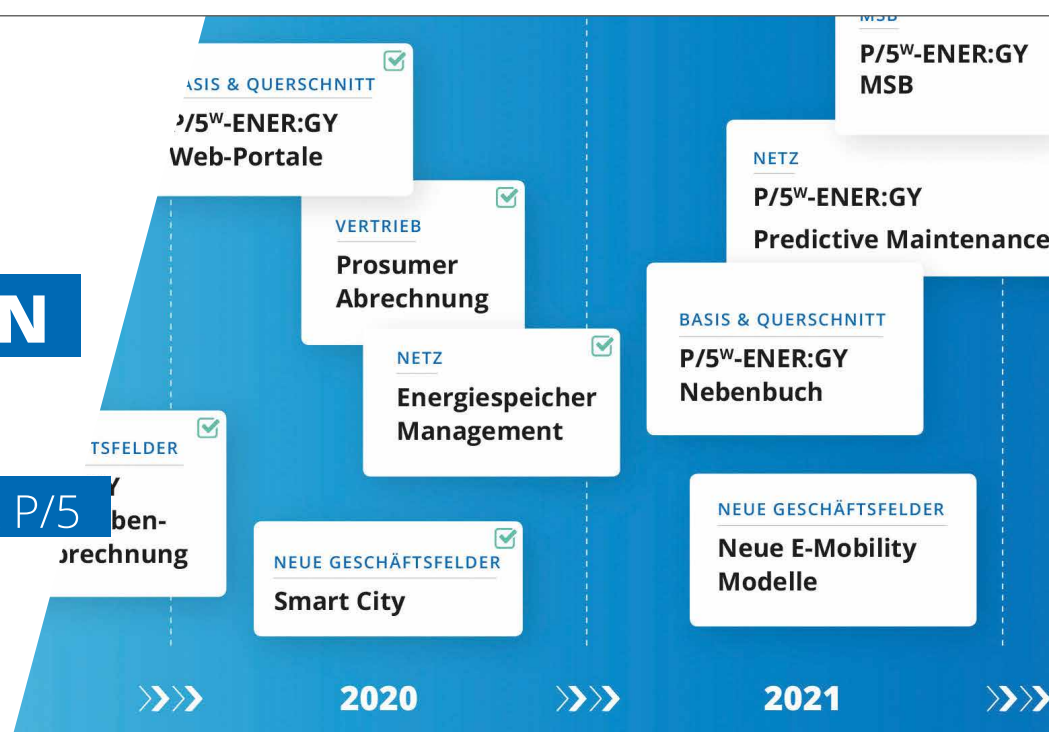 MSB
P/5ᵂ-ENER:GY
MSB
ASIS & QUERSCHNITT
P/5ᵂ-ENER:GY
Web-Portale
NETZ
P/5ᵂ-ENER:GY
Predictive Maintenance
VERTRIEB
Prosumer
Abrechnung
N
BASIS & QUERSCHNITT
P/5ᵂ-ENER:GY
Nebenbuch
NETZ
Energiespeicher
Management
TSFELDER
Y
ben-
brechnung
P/5
NEUE GESCHÄFTSFELDER
Neue E-Mobility
Modelle
NEUE GESCHÄFTSFELDER
Smart City
2020
2021